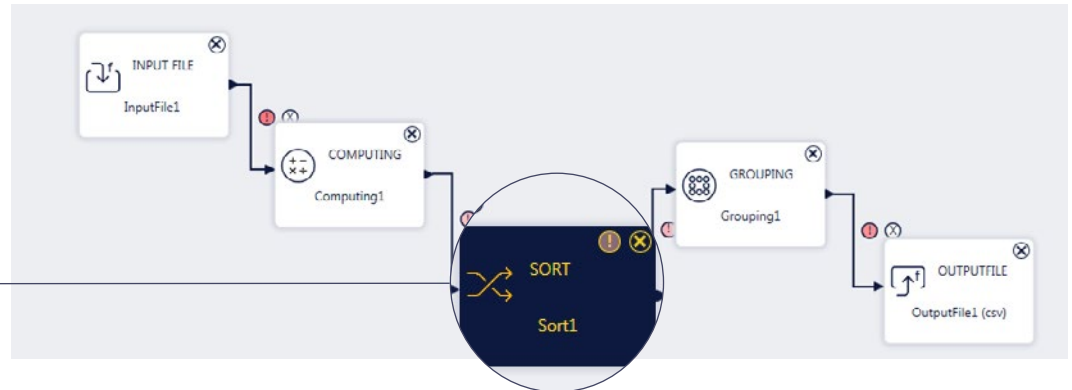 INPUT FILE
InputFile1
COMPUTING
Computing1
SORT
Sort1
GROUPING
Grouping1
OUTPUTFILE
OutputFile1 (csv)